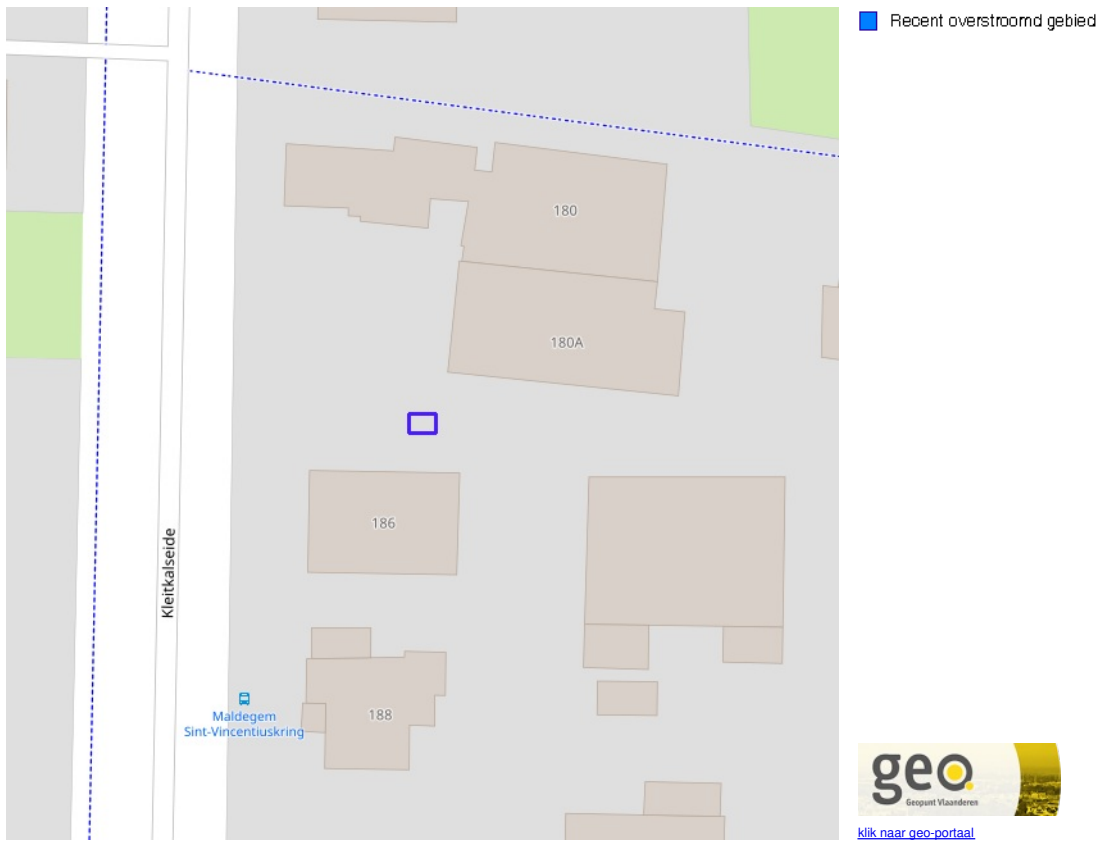 Recent overstroomd gebied
180
180A
186
Kleitkalseide
188
Maldegem
Sint-Vincentiuskring
geo
Geopunt Vlaanderen
klik naar geo-portaal